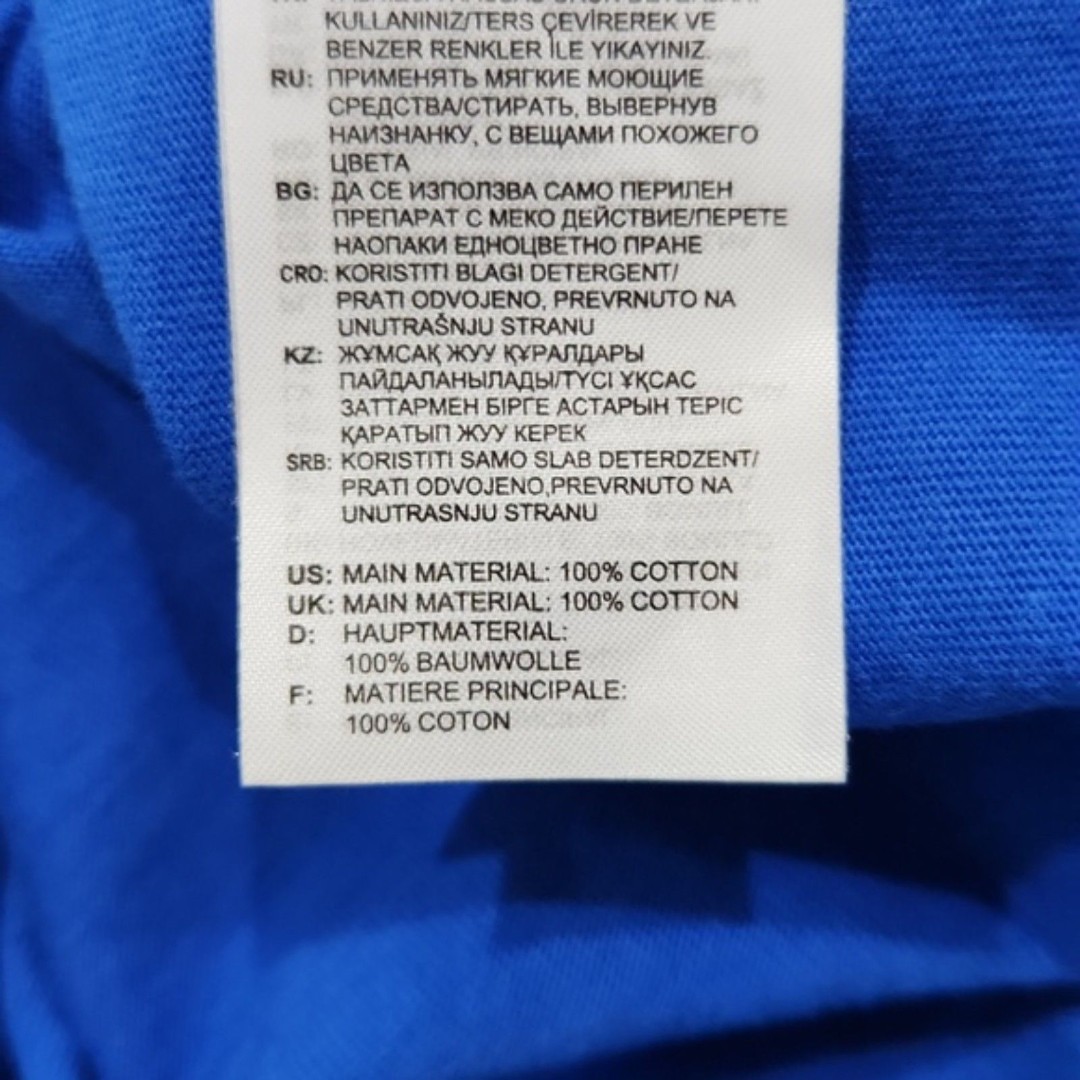 KULLANINIZ/TERS ÇEVİREREK VE
BENZER RENKLER İLE YIKAYINIZ.
RU: ПРИМЕНЯТЬ МЯГКИЕ МОЮЩИЕ
СРЕДСТВА/СТИРАТЬ, ВЫВЕРНУВ
НАИЗНАНКУ, С ВЕЩАМИ ПОХОЖЕГО
ЦВЕТА
BG: ДА СЕ ИЗПОЛЗВА САМО ПЕРИЛЕН
ПРЕПАРАТ С МЕКО ДЕЙСТВИЕ/ПЕРЕТЕ
НАОПАКИ ЕДНОЦВЕТНО ПРАНЕ
CRO: KORISTITI BLAGI DETERGENT/
PRATI ODVOJENO, PREVRNUTO NA
UNUTRAŠNJU STRANU
KZ: ЖҰМСАҚ ЖУУ ҚҰРАЛДАРЫ
ПАЙДАЛАНЫЛАДЫ/ТҮСІ ҰҚСАС
ЗАТТАРМЕН БІРГЕ АСТАРЫН ТЕРІС
ҚАРАТЫП ЖУУ КЕРЕК
SRB: KORISTITI SAMO SLAB DETERDZENT/
PRATI ODVOJENO,PREVRNUTO NA
UNUTRASNJU STRANU
US: MAIN MATERIAL: 100% COTTON
UK: MAIN MATERIAL: 100% COTTON
D: HAUPTMATERIAL:
100% BAUMWOLLE
F: MATIERE PRINCIPALE:
100% COTON